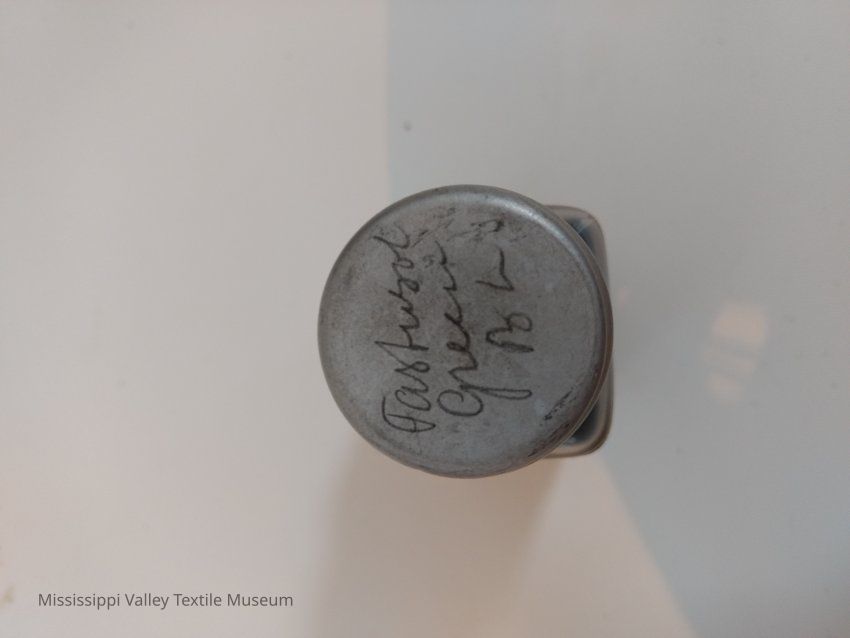 Fastusol
Green
B L
Mississippi Valley Textile Museum